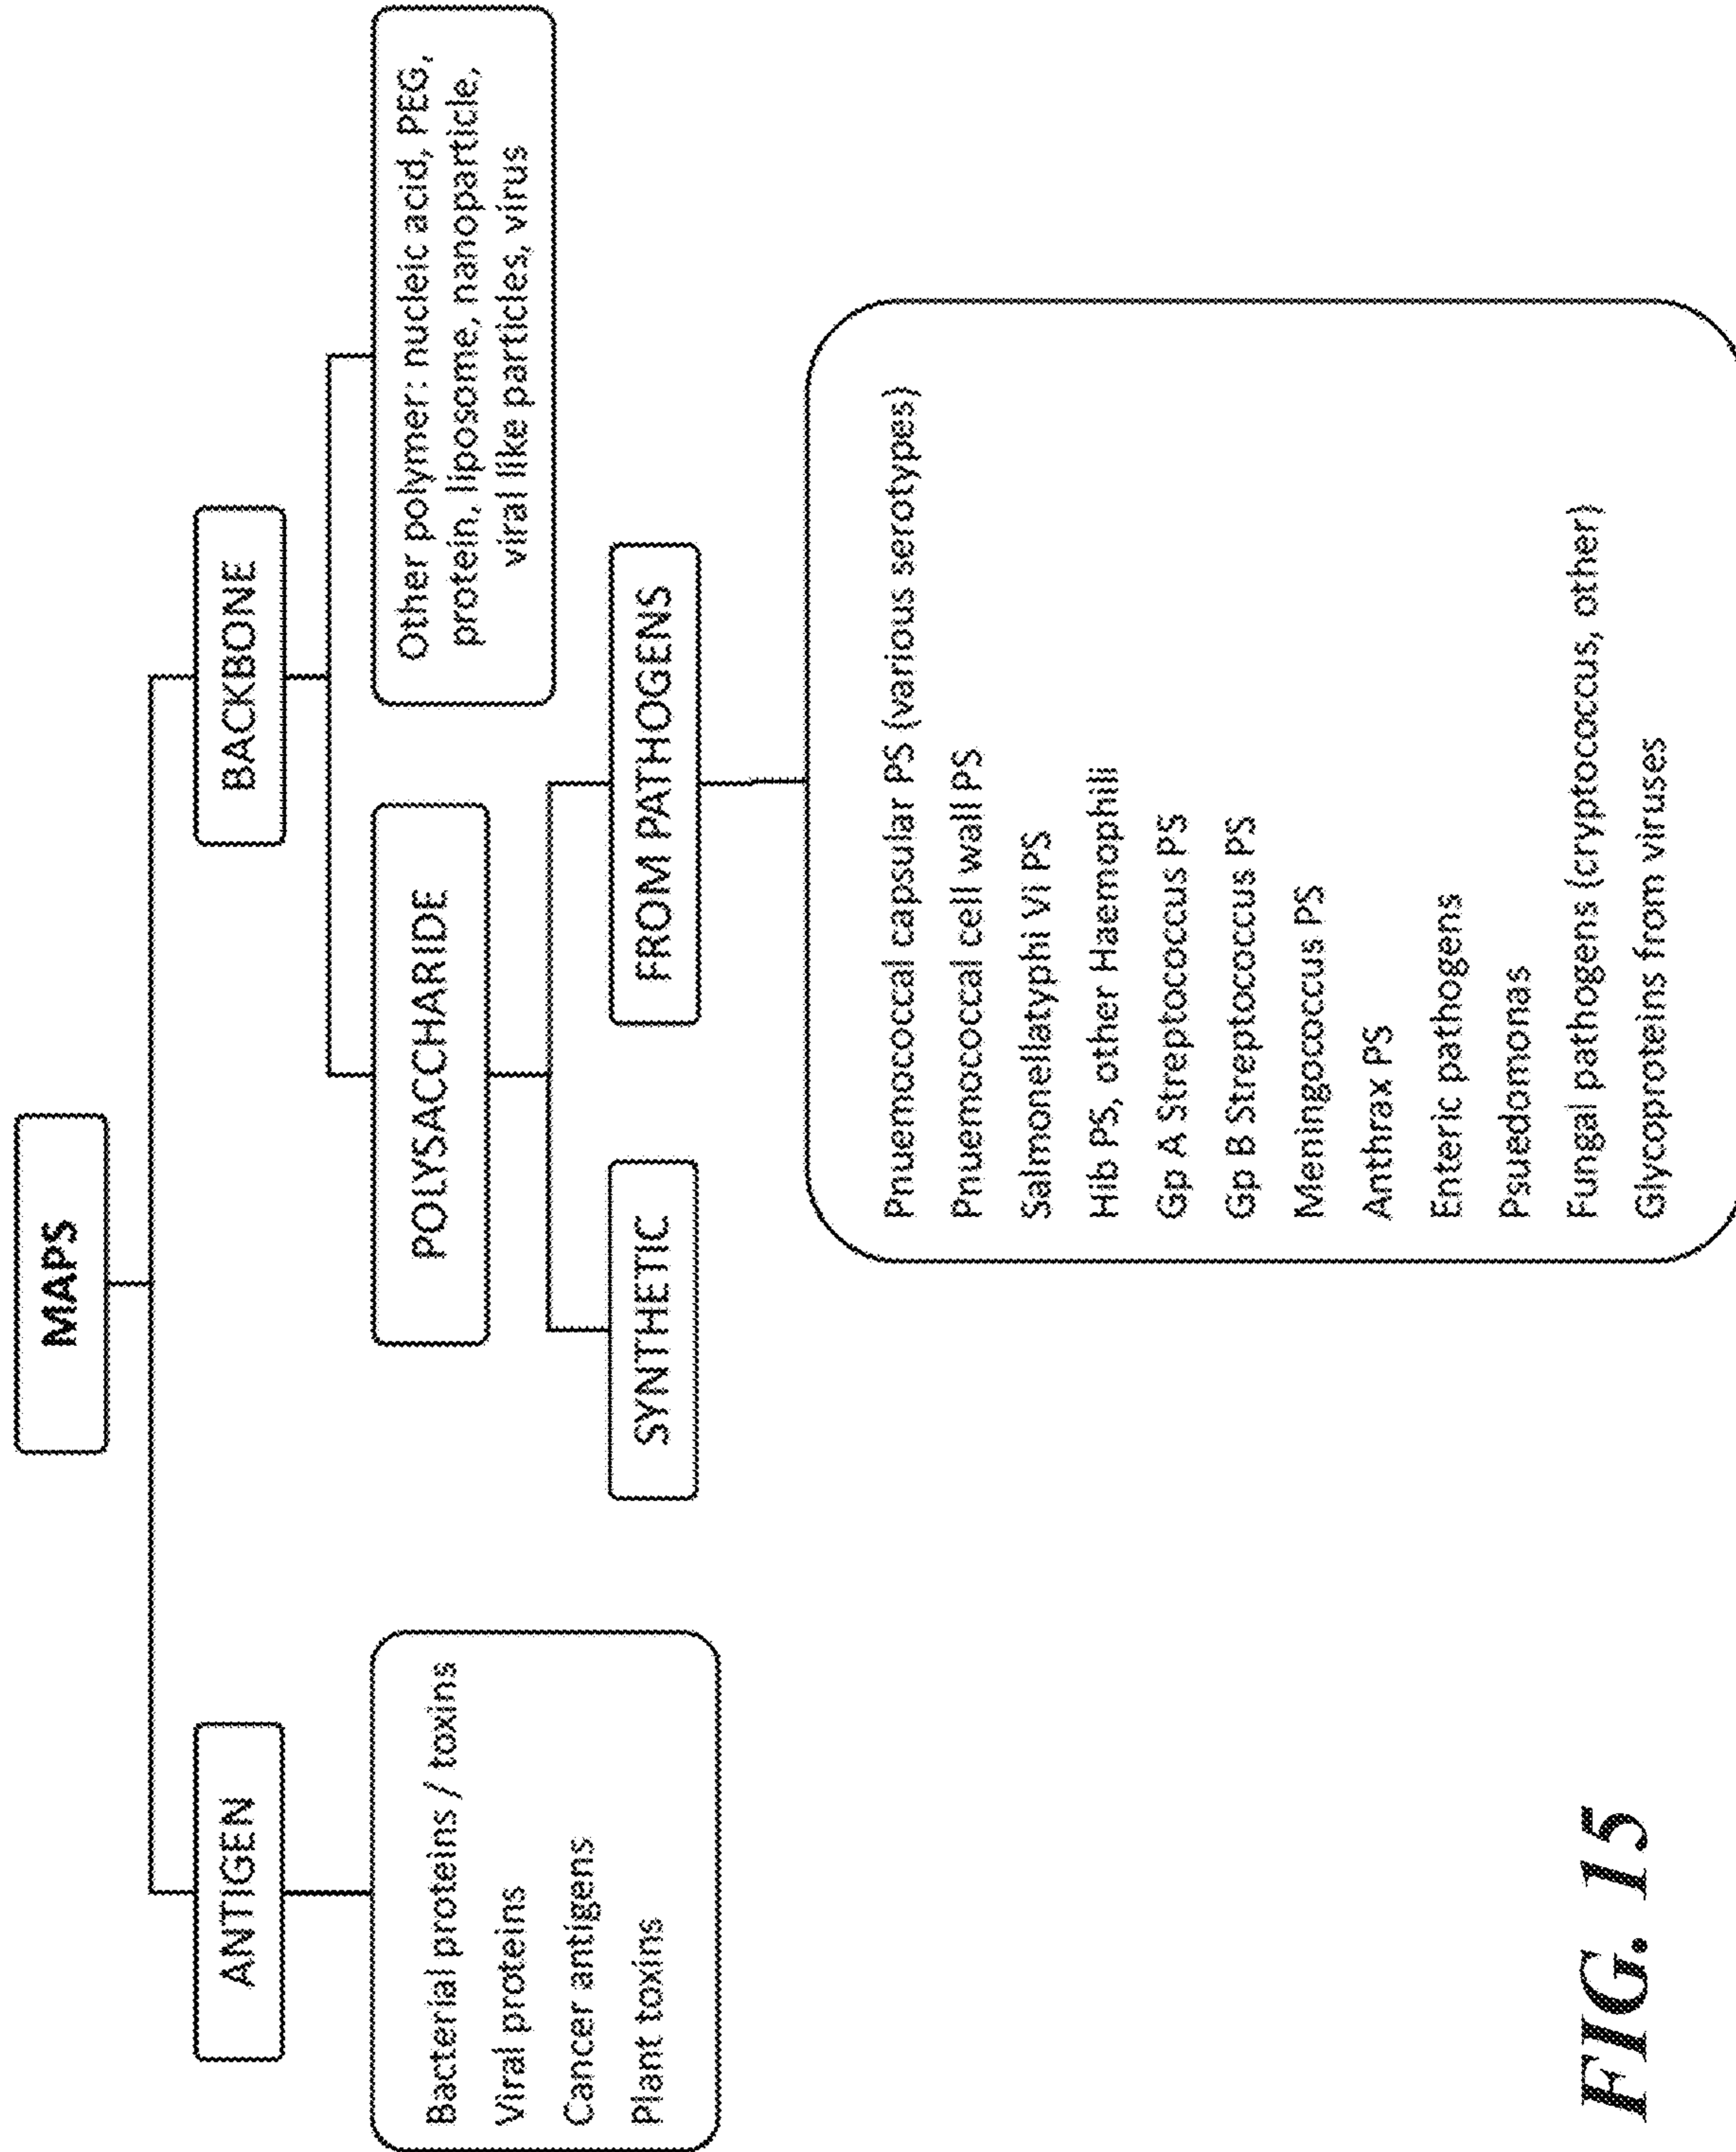 MAPS
ANTIGEN
BACKBONE
Bacterial proteins / toxins
Viral proteins
Cancer antigens
Plant toxins
POLYSACCHARIDE
Other polymer: nucleic acid, PEG,
protein, liposome, nanoparticle,
viral like particles, virus
SYNTHETIC
FROM PATHOGENS
Pnuemococcal capsular PS (various serotypes)
Pnuemococcal cell wall PS
Salmonellatyphi Vi PS
Hib PS, other Haemophili
Gp A Streptococcus PS
Gp B Streptococcus PS
Meningococcus PS
Anthrax PS
Enteric pathogens
Psuedomonas
Fungal pathogens (cryptococcus, other)
Glycoproteins from viruses
FIG. 15